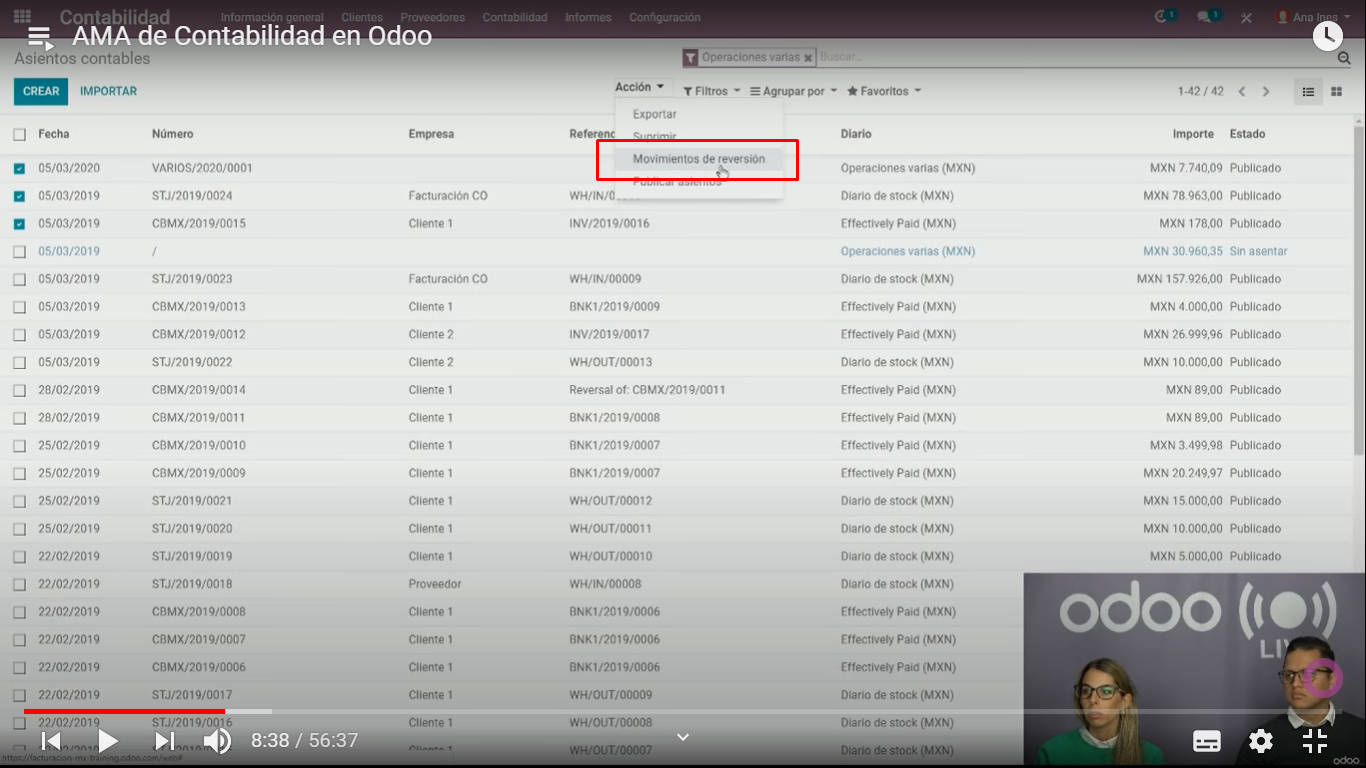 Contabilidad Información general Clientes Proveedores Contabilidad Informes Configuración 1 1 Ana Ines
AMA de Contabilidad en Odoo
Asientos contables Operaciones varias × Buscar...
CREAR IMPORTAR Acción Filtros Agrupar por Favoritos 1-42 / 42
Exportar
Suprimir
Movimientos de reversión
Publicar asientos
Fecha Número Empresa Referenc Diario Importe Estado
05/03/2020 VARIOS/2020/0001 Operaciones varias (MXN) MXN 7.740,09 Publicado
05/03/2019 STJ/2019/0024 Facturación CO WH/IN/0 Diario de stock (MXN) MXN 78.963,00 Publicado
05/03/2019 CBMX/2019/0015 Cliente 1 INV/2019/0016 Effectively Paid (MXN) MXN 178,00 Publicado
05/03/2019 / Operaciones varias (MXN) MXN 30.960,35 Sin asentar
05/03/2019 STJ/2019/0023 Facturación CO WH/IN/00009 Diario de stock (MXN) MXN 157.926,00 Publicado
05/03/2019 CBMX/2019/0013 Cliente 1 BNK1/2019/0009 Effectively Paid (MXN) MXN 4.000,00 Publicado
05/03/2019 CBMX/2019/0012 Cliente 2 INV/2019/0017 Effectively Paid (MXN) MXN 26.999,96 Publicado
05/03/2019 STJ/2019/0022 Cliente 2 WH/OUT/00013 Diario de stock (MXN) MXN 10.000,00 Publicado
28/02/2019 CBMX/2019/0014 Cliente 1 Reversal of: CBMX/2019/0011 Effectively Paid (MXN) MXN 89,00 Publicado
28/02/2019 CBMX/2019/0011 Cliente 1 BNK1/2019/0008 Effectively Paid (MXN) MXN 89,00 Publicado
25/02/2019 CBMX/2019/0010 Cliente 1 BNK1/2019/0007 Effectively Paid (MXN) MXN 3.499,98 Publicado
25/02/2019 CBMX/2019/0009 Cliente 1 BNK1/2019/0007 Effectively Paid (MXN) MXN 20.249,97 Publicado
25/02/2019 STJ/2019/0021 Cliente 1 WH/OUT/00012 Diario de stock (MXN) MXN 15.000,00 Publicado
25/02/2019 STJ/2019/0020 Cliente 1 WH/OUT/00011 Diario de stock (MXN) MXN 10.000,00 Publicado
22/02/2019 STJ/2019/0019 Cliente 1 WH/OUT/00010 Diario de stock (MXN) MXN 5.000,00 Publicado
22/02/2019 STJ/2019/0018 Proveedor WH/IN/00008 Diario de stock (MXN)
22/02/2019 CBMX/2019/0008 Cliente 1 BNK1/2019/0006 Effectively Paid (MXN)
22/02/2019 CBMX/2019/0007 Cliente 1 BNK1/2019/0006 Effectively Paid (MXN)
22/02/2019 CBMX/2019/0006 Cliente 1 BNK1/2019/0006 Effectively Paid (MXN)
22/02/2019 STJ/2019/0017 Cliente 1 WH/OUT/00009 Diario de stock (MXN)
22/02/2019 STJ/2019/0016 Cliente 1 WH/OUT/00008 Diario de stock (MXN)
Cliente 1 Diario de stock (MXN)
odoo
8:38 / 56:37
https://facturacion-mx-training.odoo.com/web#
odoo